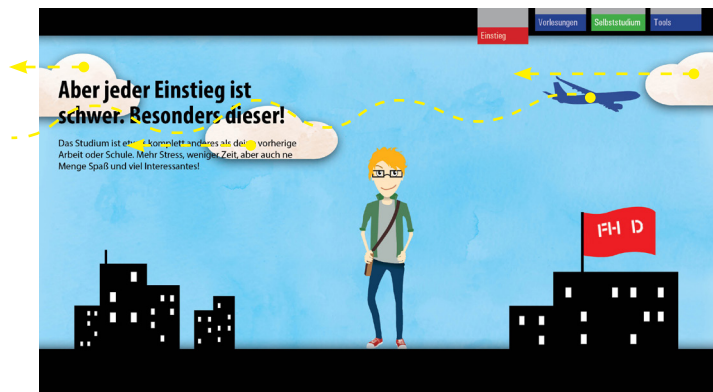 Einstieg
Vorlesungen
Selbststudium
Tools
Aber jeder Einstieg ist
schwer. Besonders dieser!
Das Studium ist etwas komplett anderes als deine vorherige
Arbeit oder Schule. Mehr Stress, weniger Zeit, aber auch ne
Menge Spaß und viel Interessantes!
FH D